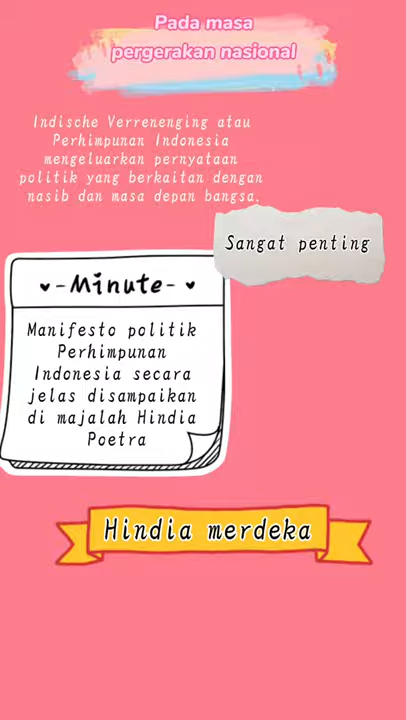 Pada masa
pergerakan nasional
Indische Verrenenging atau
Perhimpunan Indonesia
mengeluarkan pernyataan
politik yang berkaitan dengan
nasib dan masa depan bangsa.
Sangat penting
-Minute-
Manifesto politik
Perhimpunan
Indonesia secara
jelas disampaikan
di majalah Hindia
Poetra
Hindia merdeka